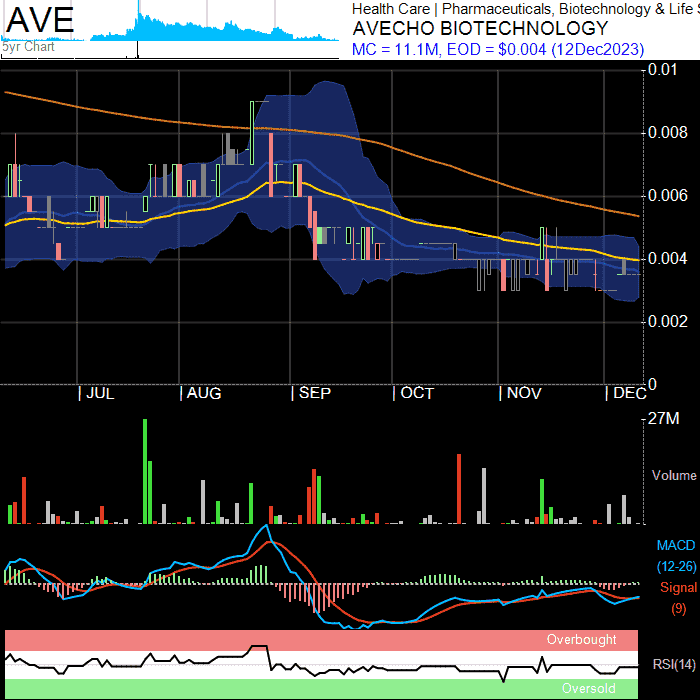 AVE
5yr Chart
Health Care | Pharmaceuticals, Biotechnology & Life S
AVECHO BIOTECHNOLOGY
MC = 11.1M, EOD = $0.004 (12Dec2023)
0.01
0.008
0.006
0.004
0.002
0
JUL
AUG
SEP
OCT
NOV
DEC
27M
Volume
MACD
(12-26)
Signal
(9)
Overbought
RSI(14)
Oversold